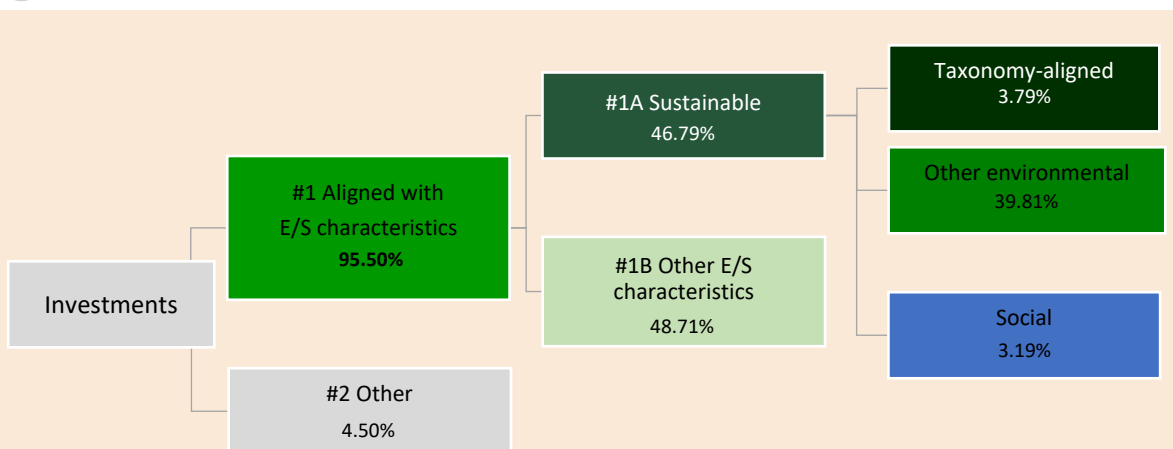 Investments
#1 Aligned with
E/S characteristics
95.50%
#2 Other
4.50%
#1A Sustainable
46.79%
#1B Other E/S
characteristics
48.71%
Taxonomy-aligned
3.79%
Other environmental
39.81%
Social
3.19%